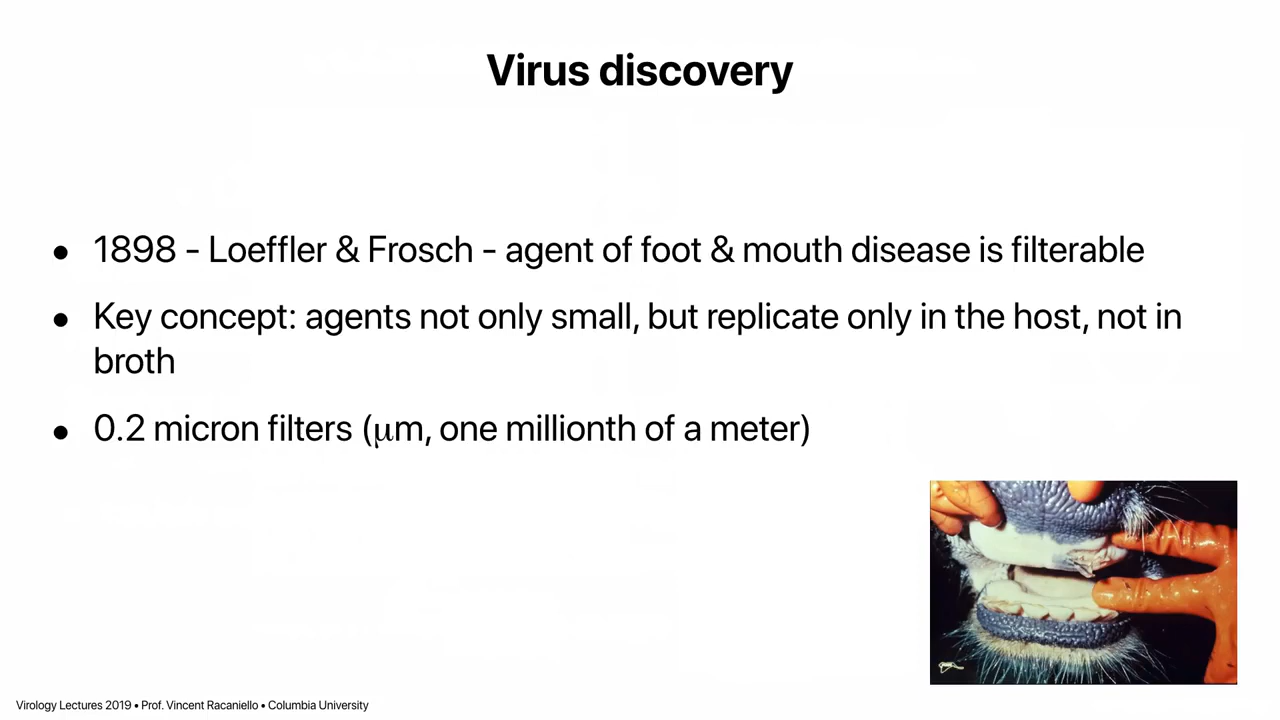 Virus discovery
• 1898 - Loeffler & Frosch - agent of foot & mouth disease is filterable
• Key concept: agents not only small, but replicate only in the host, not in
broth
• 0.2 micron filters (μm, one millionth of a meter)
Virology Lectures 2019 • Prof. Vincent Racaniello • Columbia University